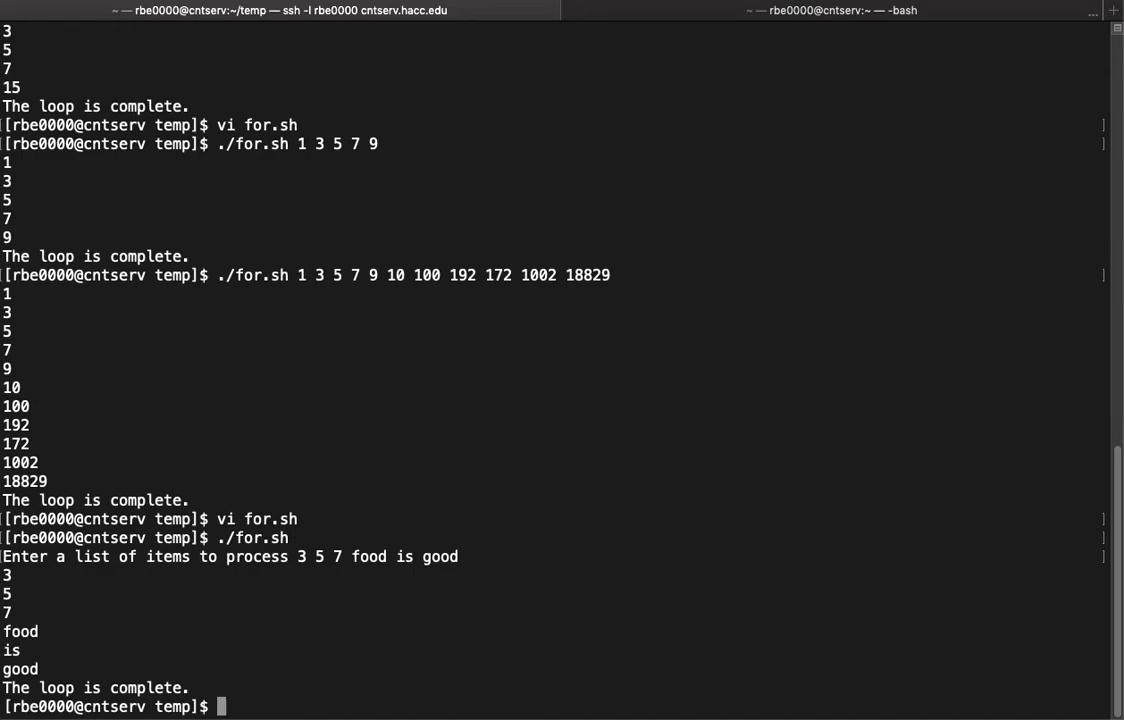 ~ — rbe0000@cntserv:~/temp — ssh -l rbe0000 cntserv.hacc.edu
~ — rbe0000@cntserv:~ — -bash
... +
3
5
7
15
The loop is complete.
[rbe0000@cntserv temp]$ vi for.sh
[rbe0000@cntserv temp]$ ./for.sh 1 3 5 7 9
1
3
5
7
9
The loop is complete.
[rbe0000@cntserv temp]$ ./for.sh 1 3 5 7 9 10 100 192 172 1002 18829
1
3
5
7
9
10
100
192
172
1002
18829
The loop is complete.
[rbe0000@cntserv temp]$ vi for.sh
[rbe0000@cntserv temp]$ ./for.sh
Enter a list of items to process 3 5 7 food is good
3
5
7
food
is
good
The loop is complete.
[rbe0000@cntserv temp]$